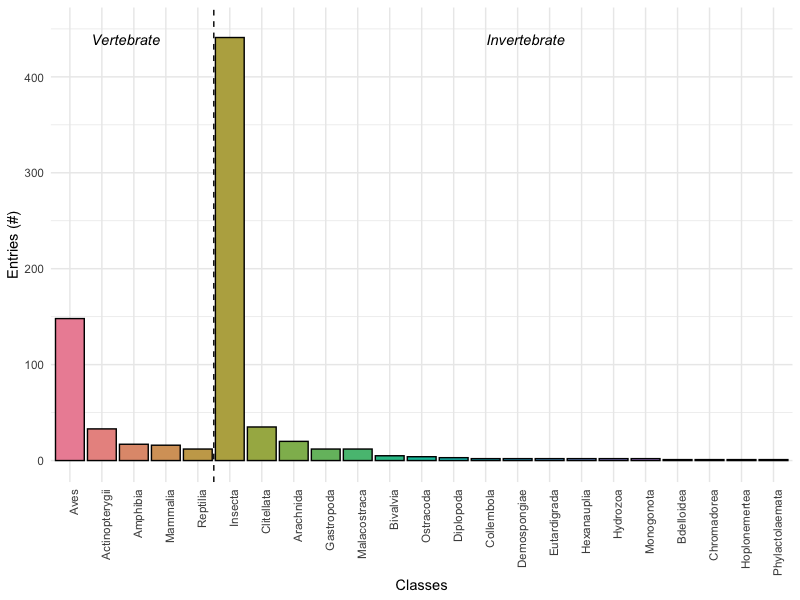 Vertebrate
Invertebrate
Entries (#)
400
300
200
100
0
Aves
Actinopterygii
Amphibia
Mammalia
Reptilia
Insecta
Clitellata
Arachnida
Gastropoda
Malacostraca
Bivalvia
Ostracoda
Diplopoda
Collembola
Demospongiae
Eutardigrada
Hexanauplia
Hydrozoa
Monogonota
Bdelloidea
Chromadorea
Hoplonemertea
Phylactolaemata
Classes